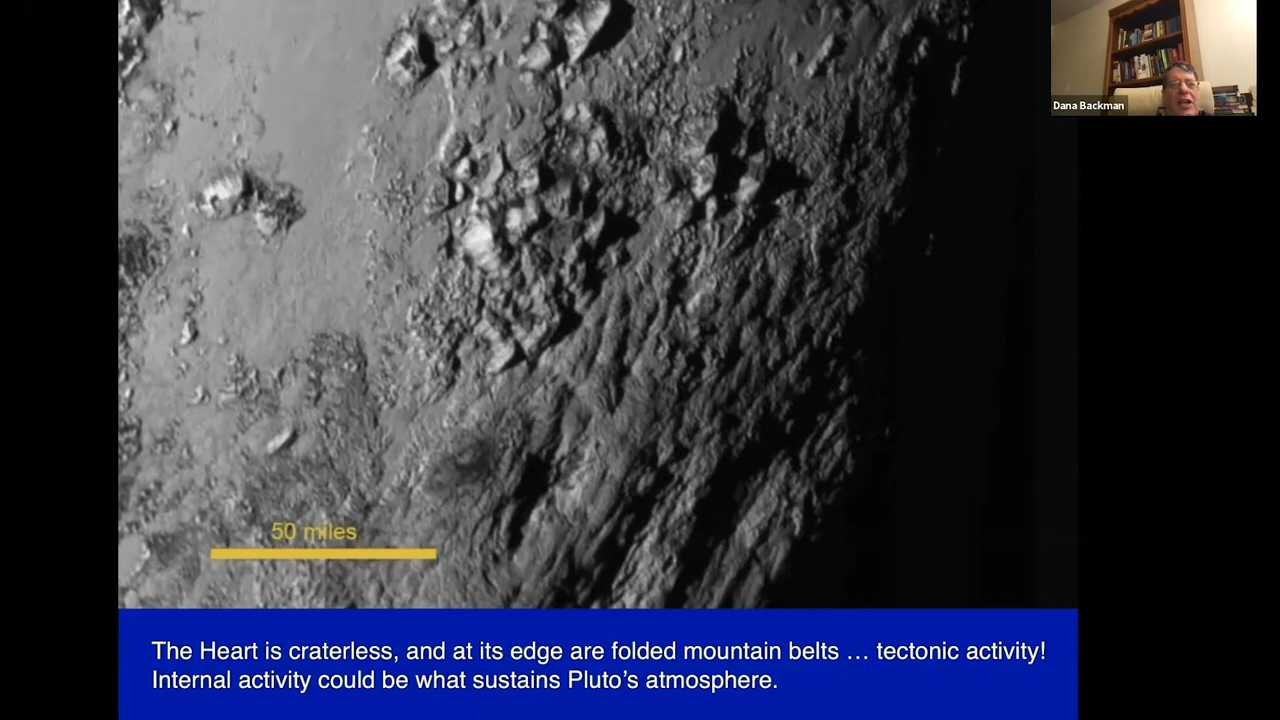 Dana Backman
50 miles
The Heart is craterless, and at its edge are folded mountain belts … tectonic activity!
Internal activity could be what sustains Pluto’s atmosphere.